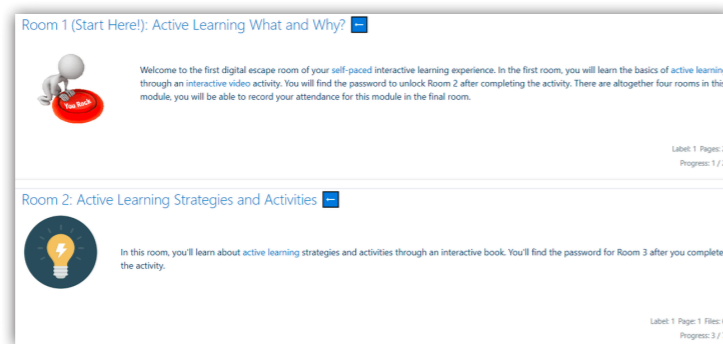 Room 1 (Start Here!): Active Learning What and Why?
You Rock
Welcome to the first digital escape room of your self-paced interactive learning experience. In the first room, you will learn the basics of active learning
through an interactive video activity. You will find the password to unlock Room 2 after completing the activity. There are altogether four rooms in this
module, you will be able to record your attendance for this module in the final room.
Label: 1 Pages:
Progress: 1 /
Room 2: Active Learning Strategies and Activities
In this room, you'll learn about active learning strategies and activities through an interactive book. You'll find the password for Room 3 after you complete
the activity.
Label: 1 Page: 1 Files:
Progress: 3 /